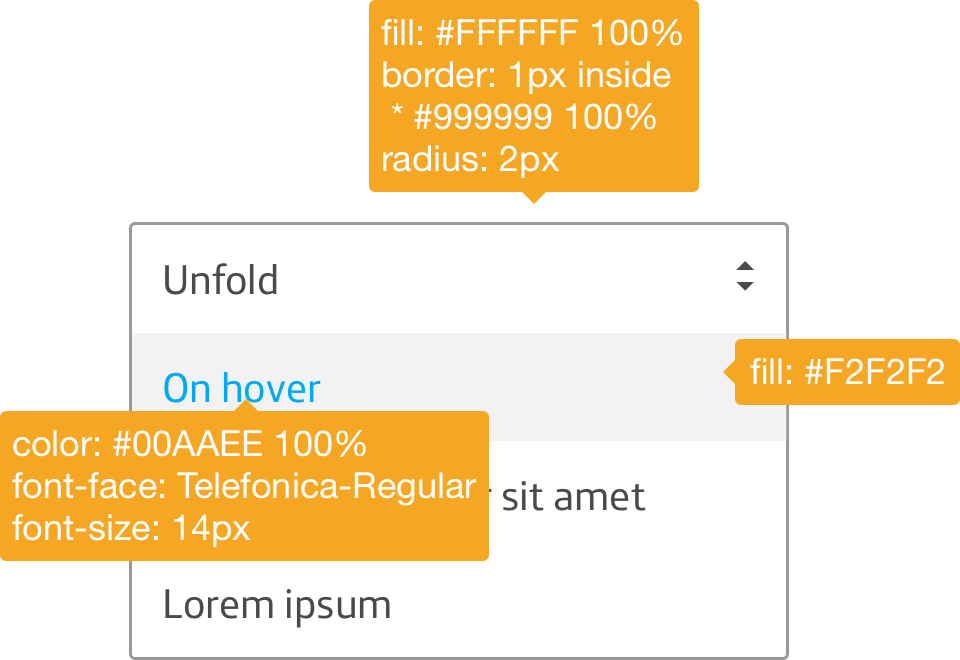 fill: #FFFFFF 100%
border: 1px inside
* #999999 100%
radius: 2px
Unfold
On hover
fill: #F2F2F2
color: #00AAEE 100%
font-face: Telefonica-Regular
font-size: 14px
sit amet
Lorem ipsum